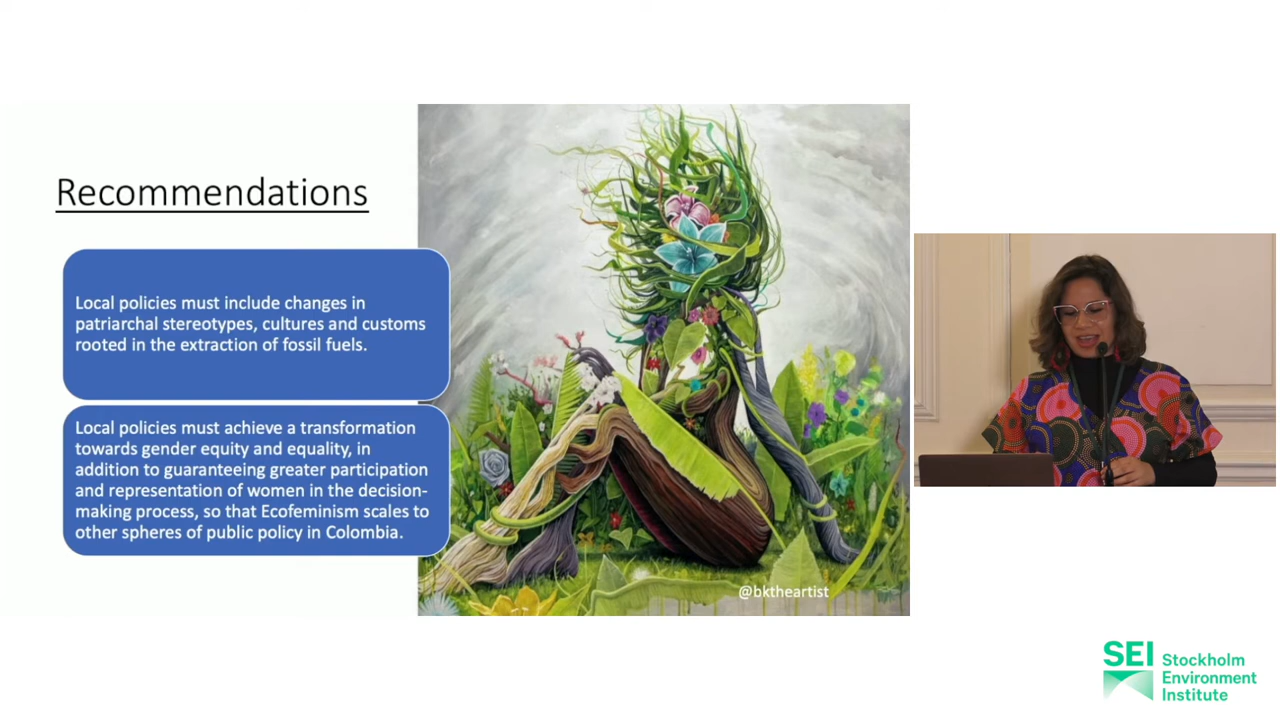 Recommendations
Local policies must include changes in
patriarchal stereotypes, cultures and customs
rooted in the extraction of fossil fuels.
Local policies must achieve a transformation
towards gender equity and equality, in
addition to guaranteeing greater participation
and representation of women in the decision-
making process, so that Ecofeminism scales to
other spheres of public policy in Colombia.
@bktheartist
SEI Stockholm
Environment
Institute